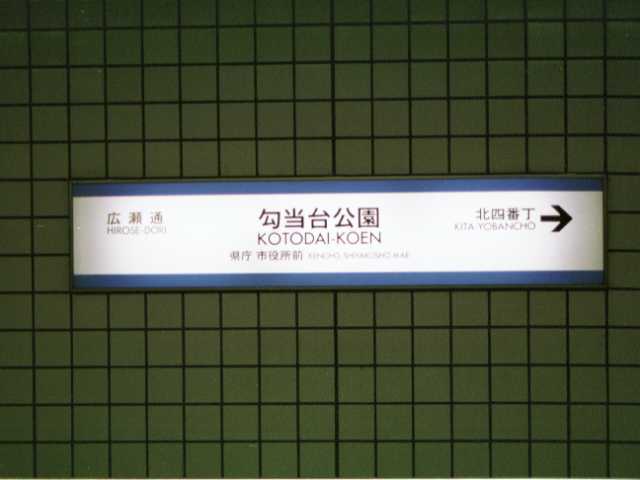 広瀬通
HIROSE-DORI
勾当台公園
KOTODAI-KOEN
県庁 市役所前 KENCHO, SHIYAKUSHO MAE
北四番丁
KITA-YOBANCHO